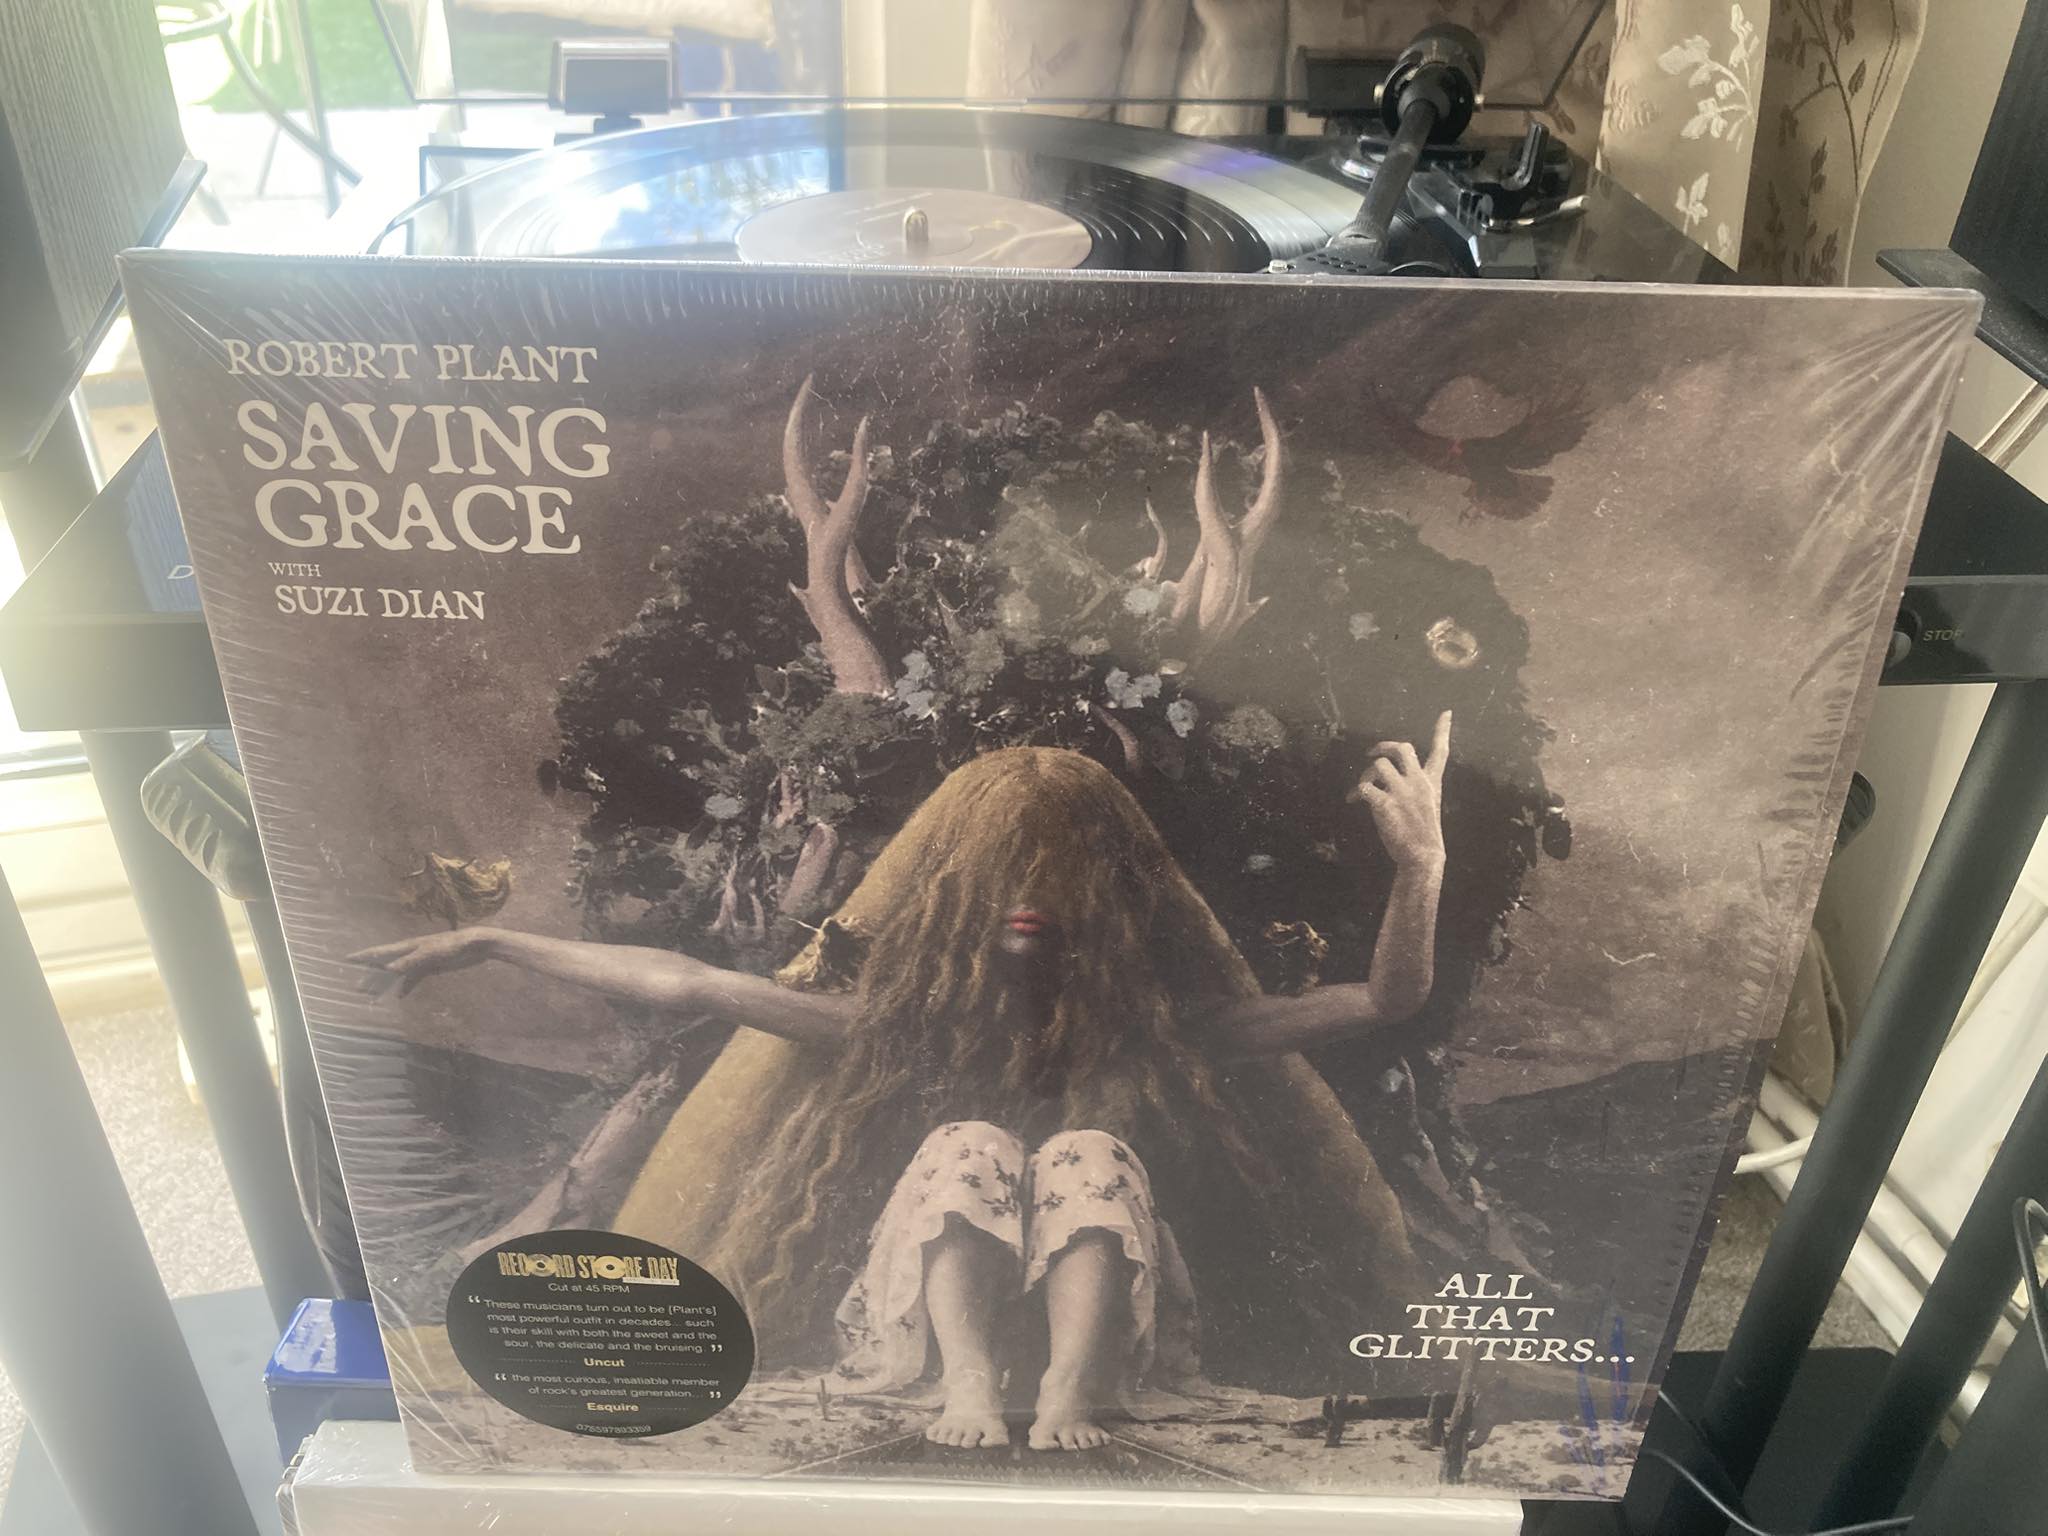 ROBERT PLANT
SAVING
GRACE
WITH
SUZI DIAN
STOP
ALL
THAT
GLITTERS...
RECORD STORE DAY
Cut at 45 RPM
“ These musicians turn out to be [Plant's]
most powerful outfit in decades... such
is their skill with both the sweet and the
sour, the delicate and the bruising. ”
Uncut
“ the most curious, insatiable member
of rock's greatest generation... ”
Esquire
075597893359